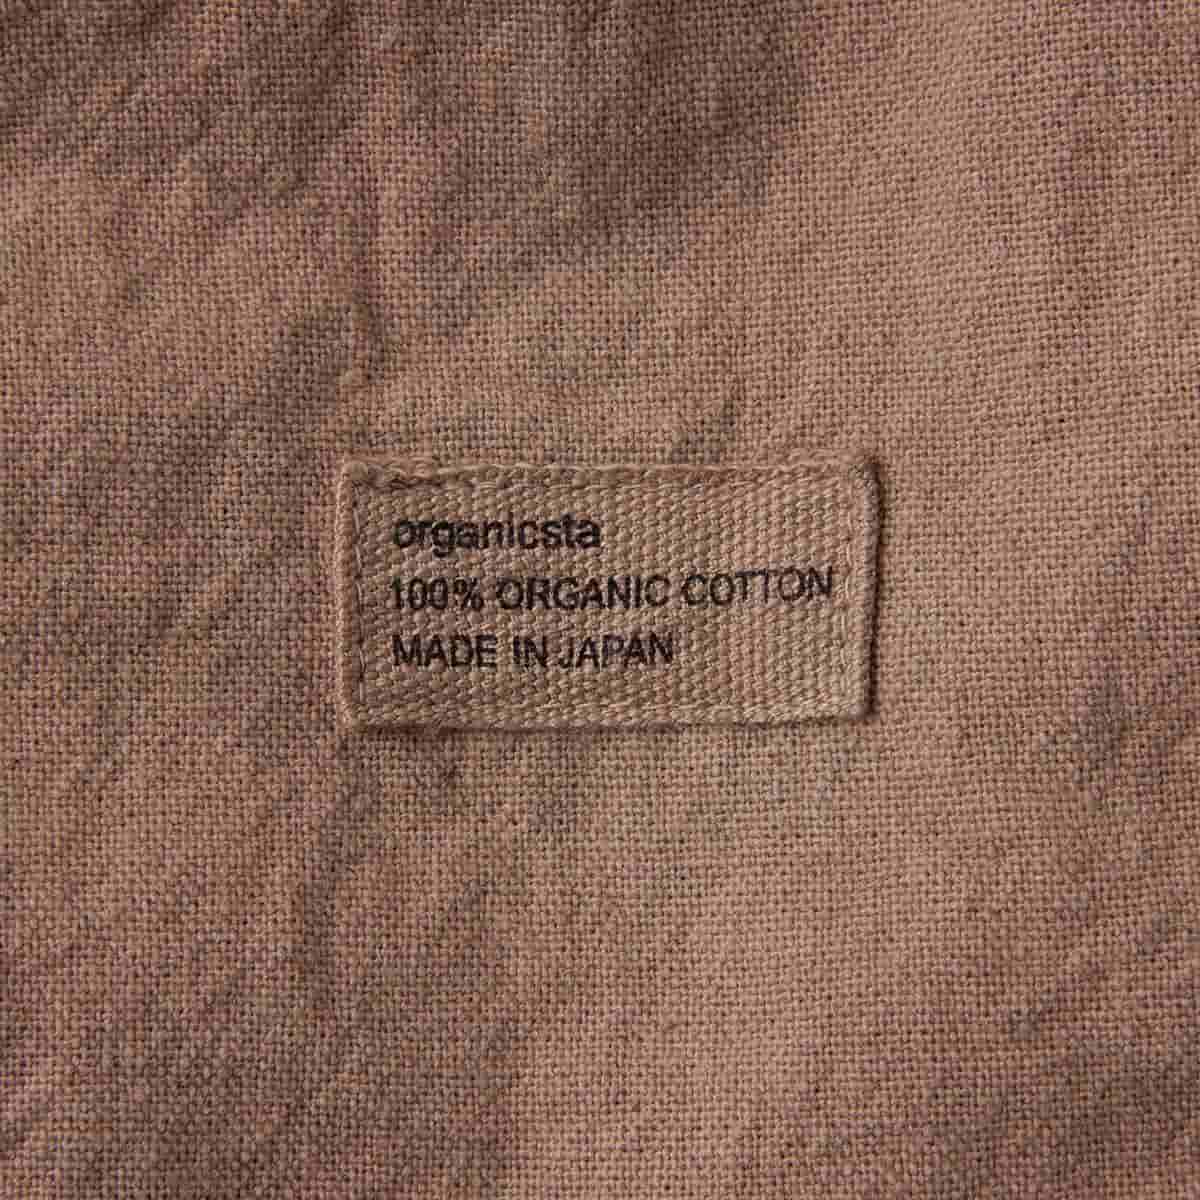 organicsta
100% ORGANIC COTTON
MADE IN JAPAN